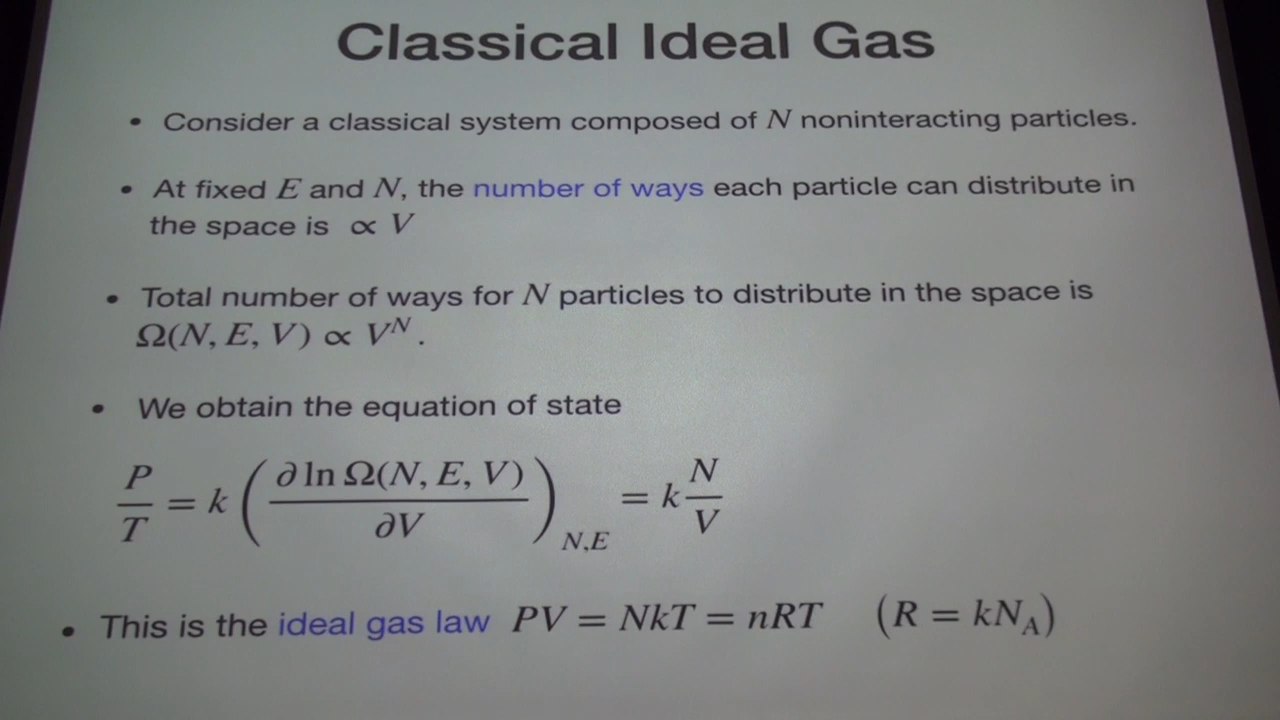 Classical Ideal Gas
• Consider a classical system composed of N noninteracting particles.
• At fixed E and N, the number of ways each particle can distribute in
the space is ∝ V
• Total number of ways for N particles to distribute in the space is
Ω(N, E, V) ∝ V^N .
• We obtain the equation of state
P/T = k (∂ ln Ω(N, E, V)/∂V)_{N,E} = k N/V
• This is the ideal gas law PV = NkT = nRT (R = kN_A)